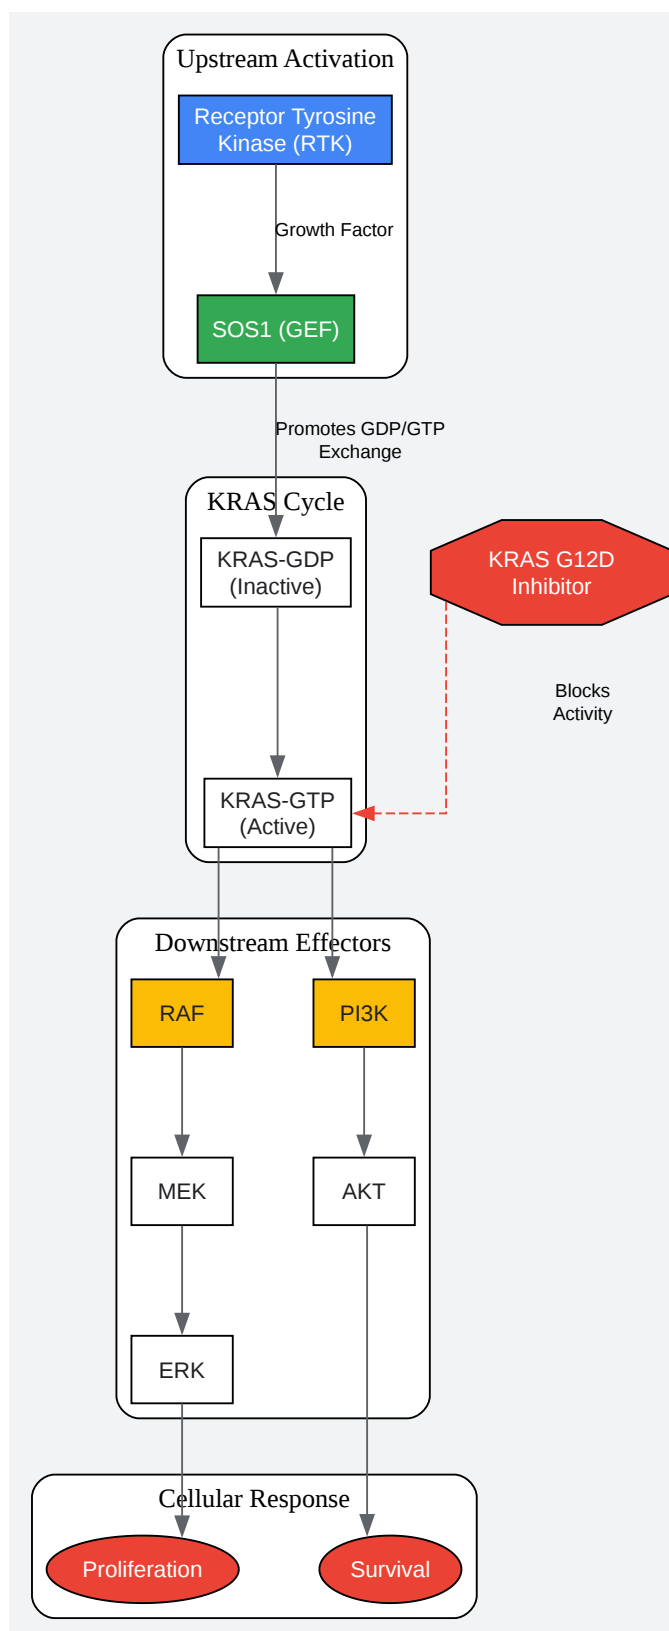 Upstream Activation
Receptor Tyrosine
Kinase (RTK)
Growth Factor
SOS1 (GEF)
Promotes GDP/GTP
Exchange
KRAS Cycle
KRAS-GDP
(Inactive)
KRAS G12D
Inhibitor
Blocks
Activity
KRAS-GTP
(Active)
Downstream Effectors
RAF
PI3K
MEK
AKT
ERK
Cellular Response
Proliferation
Survival